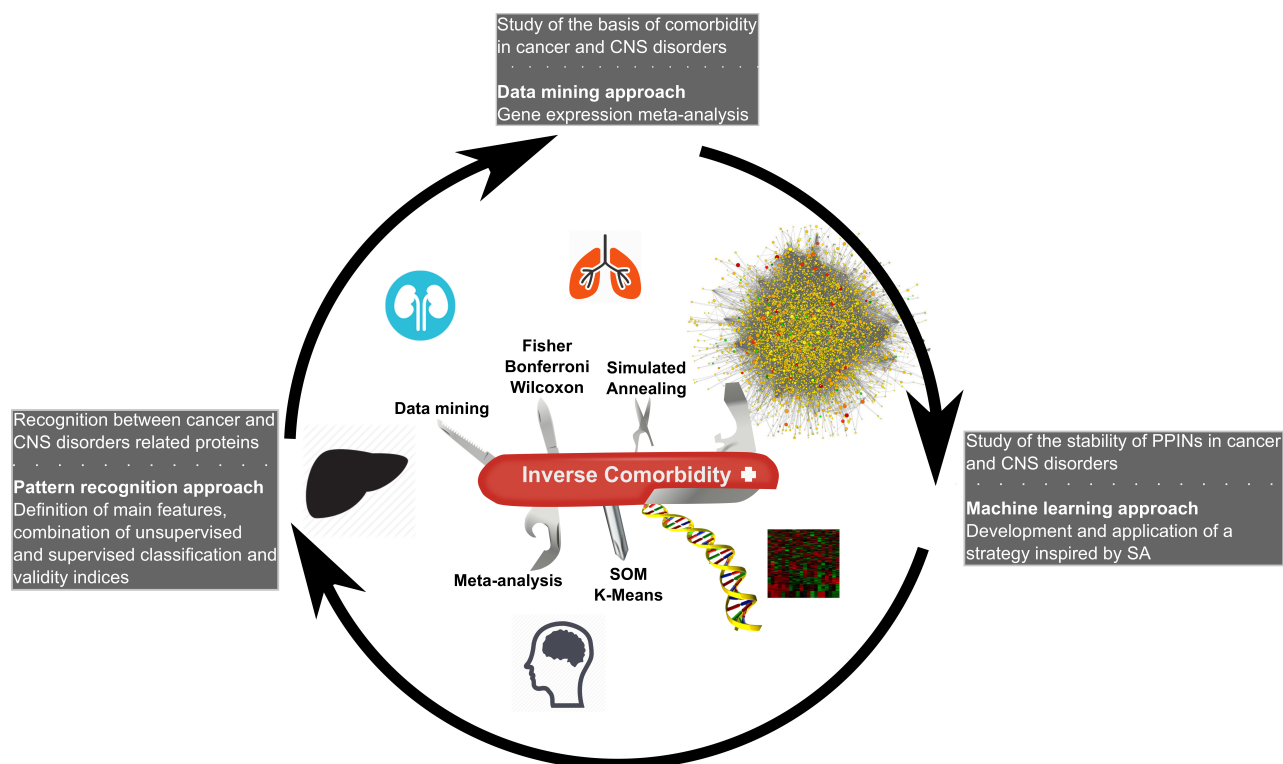 Study of the basis of comorbidity
in cancer and CNS disorders
Data mining approach
Gene expression meta-analysis
Fisher
Bonferroni
Wilcoxon
Simulated
Annealing
Data mining
Recognition between cancer and
CNS disorders related proteins
Pattern recognition approach
Definition of main features,
combination of unsupervised
and supervised classification and
validity indices
Inverse Comorbidity
Study of the stability of PPINs in cancer
and CNS disorders
Machine learning approach
Development and application of a
strategy inspired by SA
Meta-analysis
SOM
K-Means